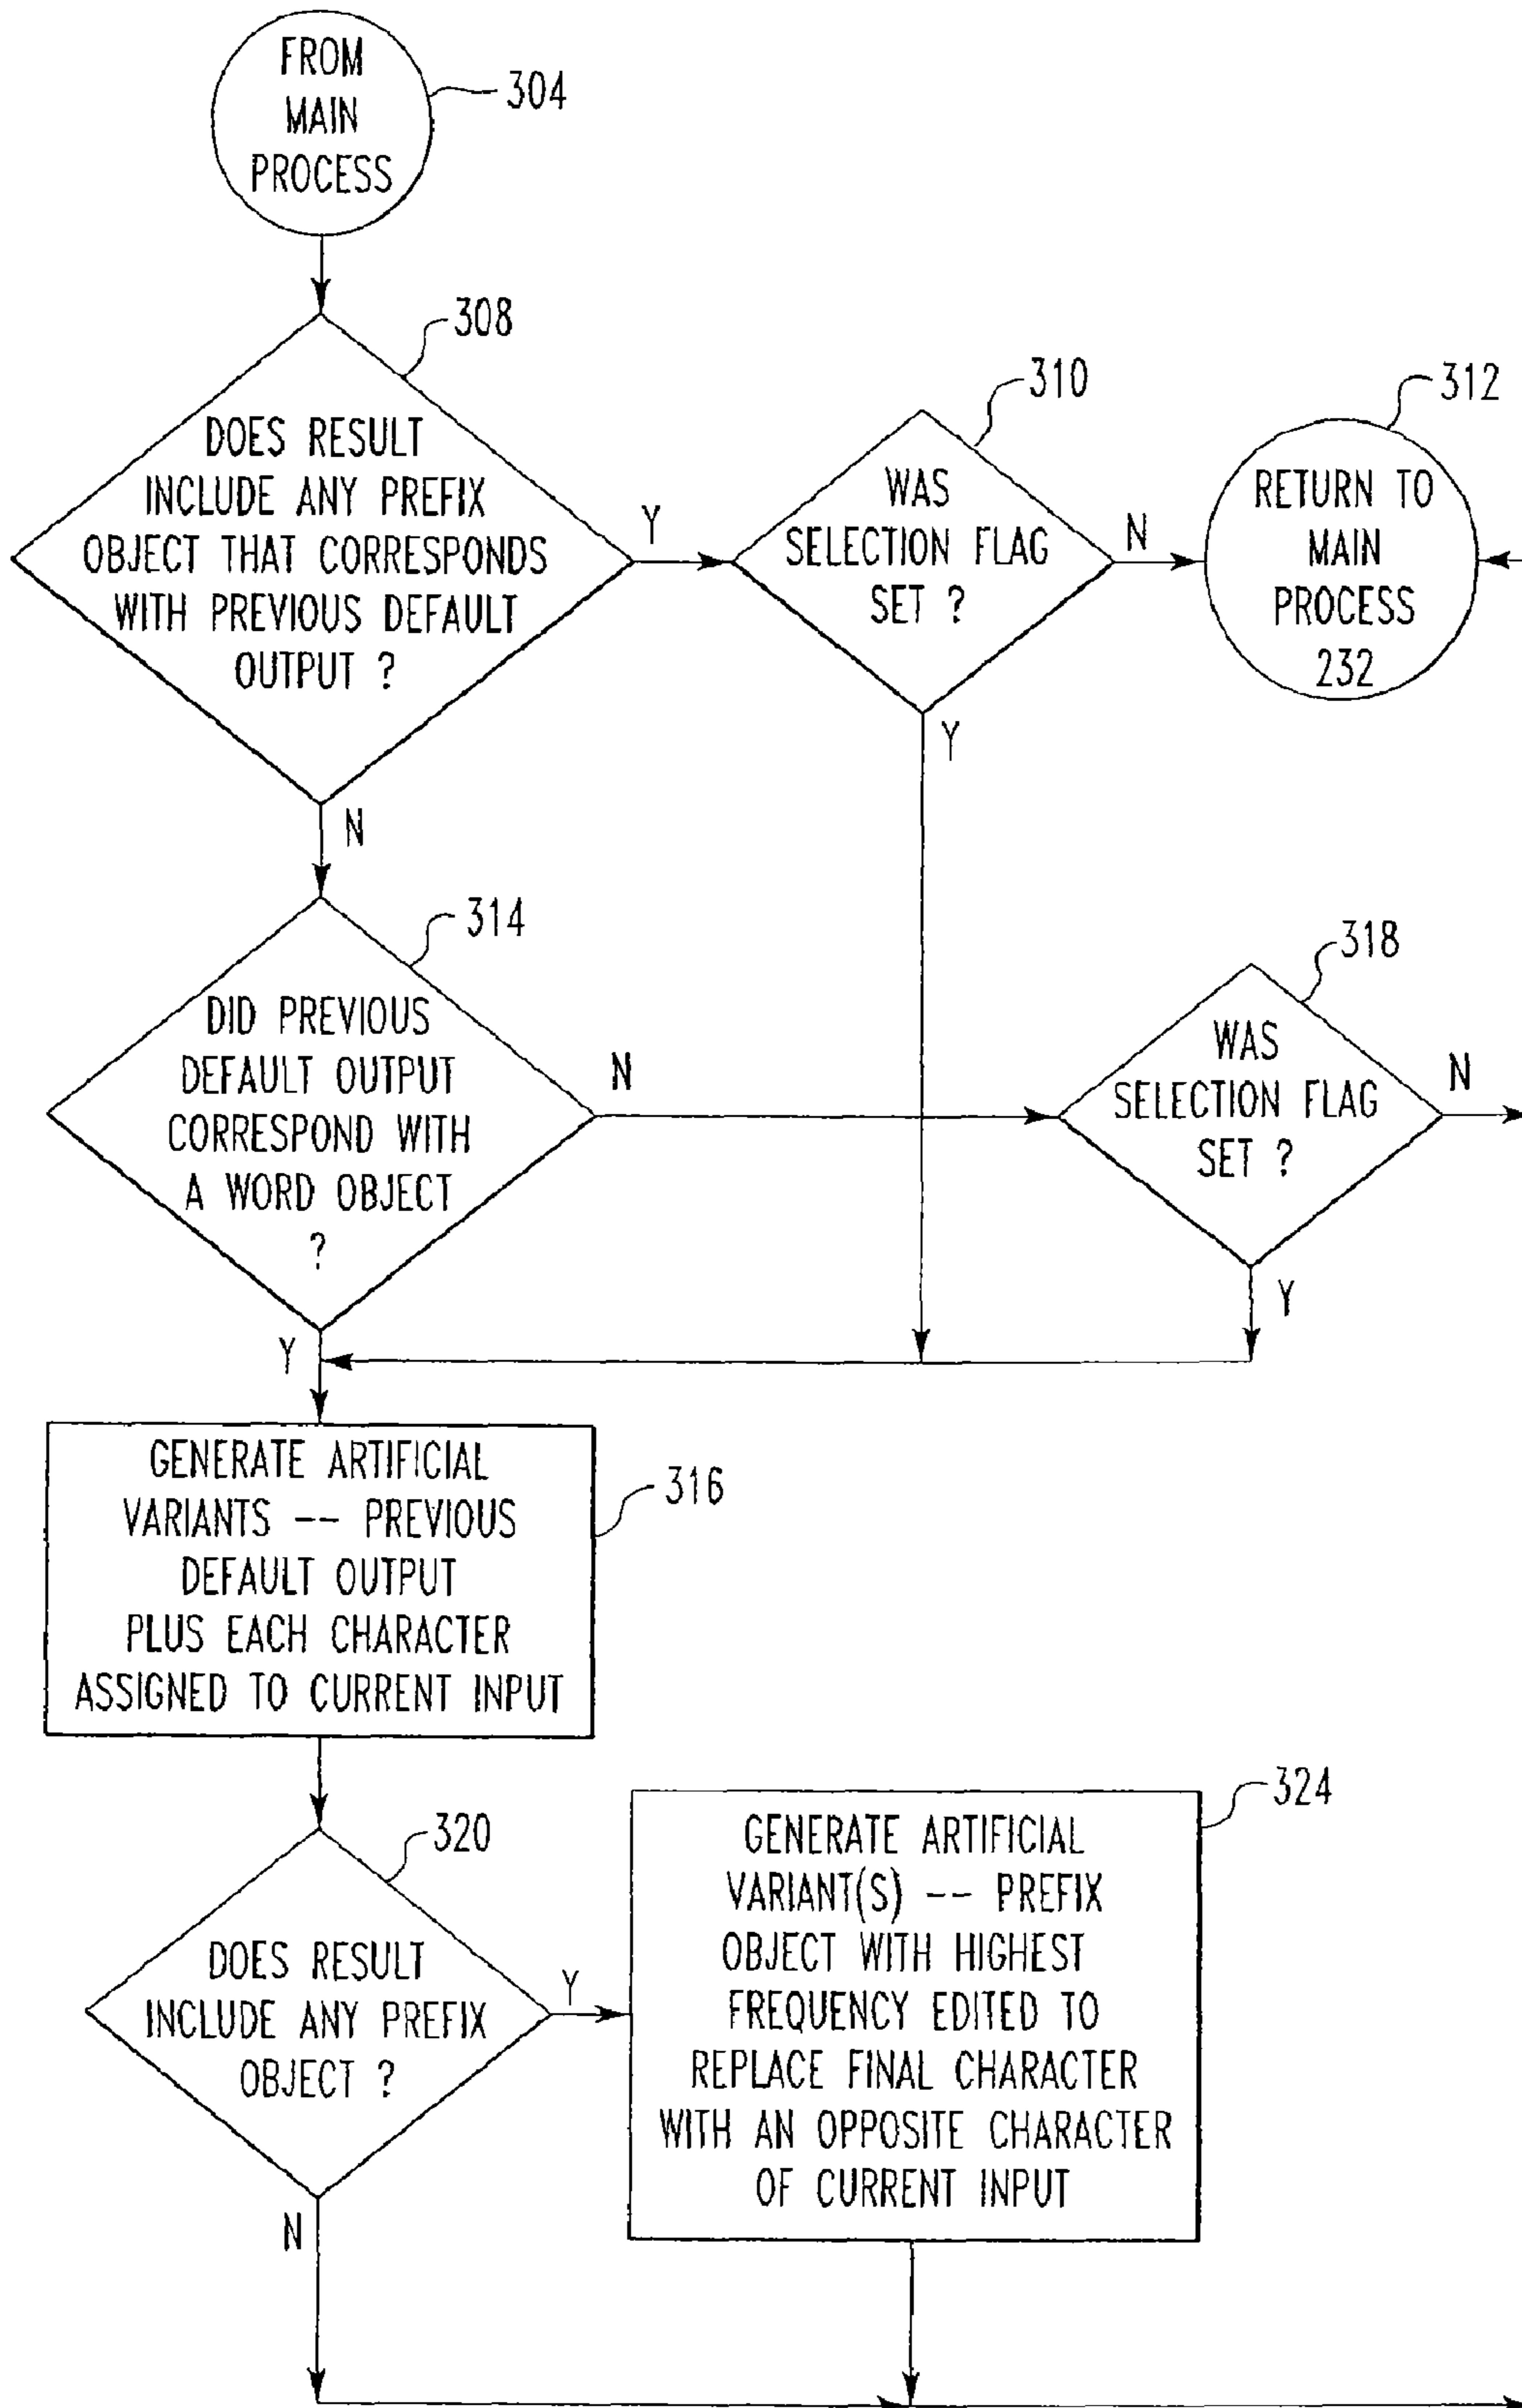 FROM
MAIN
PROCESS
304
308
DOES RESULT
INCLUDE ANY PREFIX
OBJECT THAT CORRESPONDS
WITH PREVIOUS DEFAULT
OUTPUT ?
Y
N
310
WAS
SELECTION FLAG
SET ?
N
Y
312
RETURN TO
MAIN
PROCESS
232
314
DID PREVIOUS
DEFAULT OUTPUT
CORRESPOND WITH
A WORD OBJECT
?
N
Y
318
WAS
SELECTION FLAG
SET ?
N
Y
GENERATE ARTIFICIAL
VARIANTS -- PREVIOUS
DEFAULT OUTPUT
PLUS EACH CHARACTER
ASSIGNED TO CURRENT INPUT
316
320
DOES RESULT
INCLUDE ANY PREFIX
OBJECT ?
Y
N
324
GENERATE ARTIFICIAL
VARIANT(S) -- PREFIX
OBJECT WITH HIGHEST
FREQUENCY EDITED TO
REPLACE FINAL CHARACTER
WITH AN OPPOSITE CHARACTER
OF CURRENT INPUT